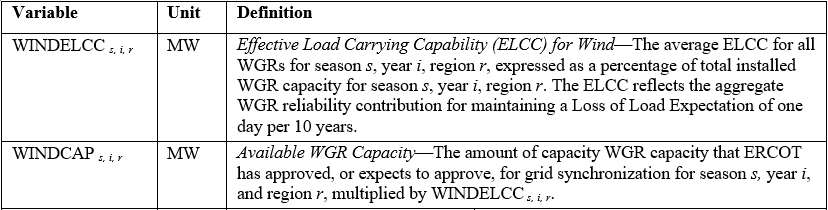 Variable Unit Definition
WINDELCC s, i, r MW Effective Load Carrying Capability (ELCC) for Wind—The average ELCC for all
WGRs for season s, year i, region r, expressed as a percentage of total installed
WGR capacity for season s, year i, region r. The ELCC reflects the aggregate
WGR reliability contribution for maintaining a Loss of Load Expectation of one
day per 10 years.
WINDCAP s, i, r MW Available WGR Capacity—The amount of capacity WGR capacity that ERCOT
has approved, or expects to approve, for grid synchronization for season s, year i,
and region r, multiplied by WINDELCC s, i, r.